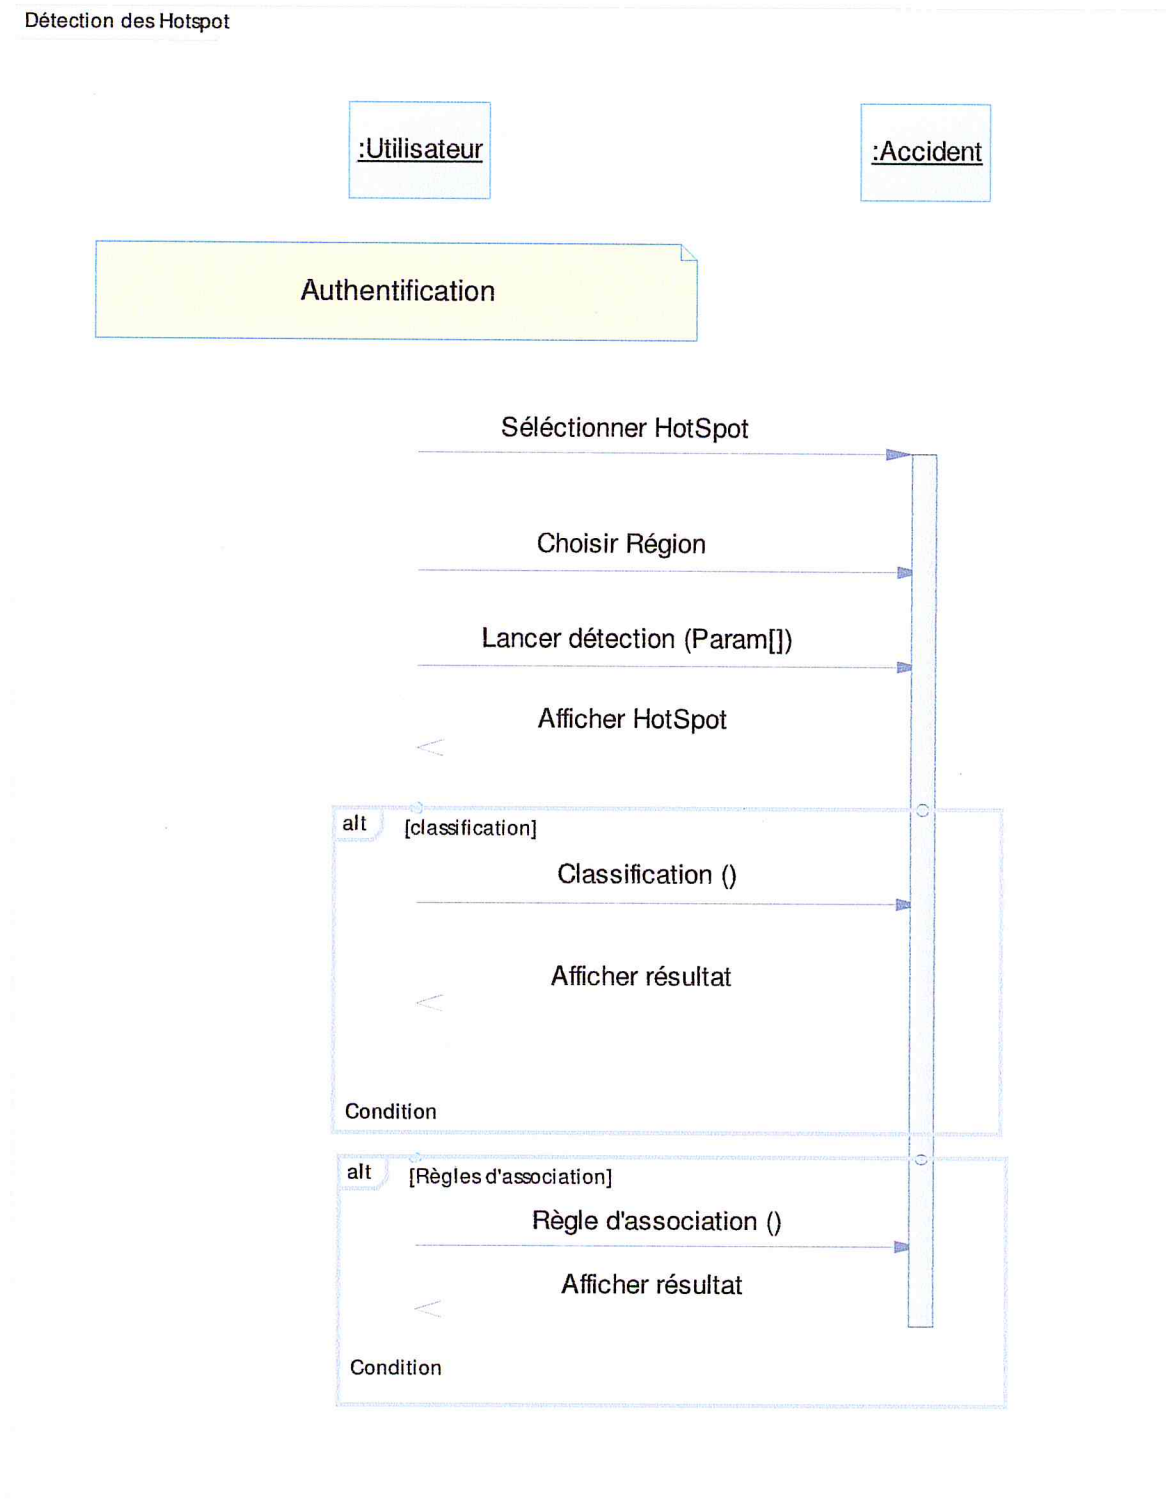 Détection des Hotspot
:Utilisateur
:Accident
Authentification
Séléctionner HotSpot
Choisir Région
Lancer détection (Param[])
Afficher HotSpot
alt
[classification]
Classification ()
Afficher résultat
Condition
alt
[Règles d'association]
Règle d'association ()
Afficher résultat
Condition